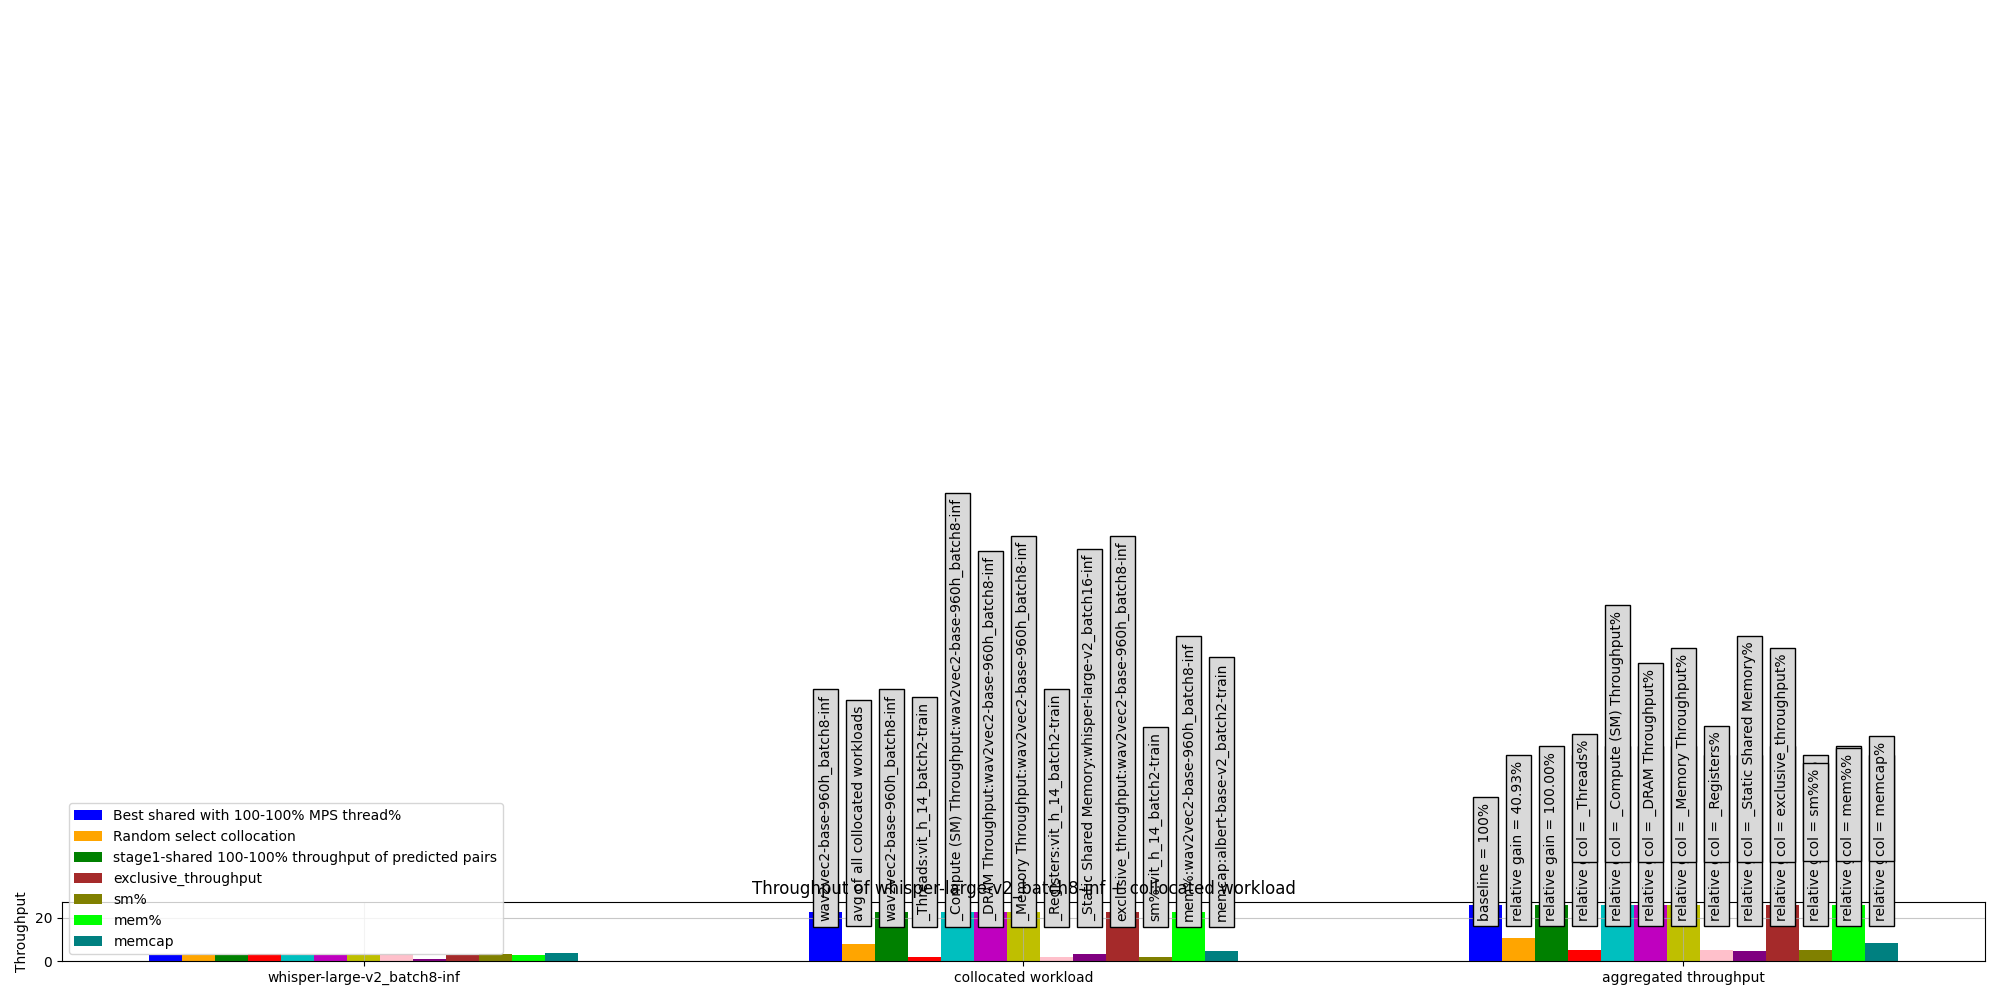 Throughput of whisper-large-v2_batch8-inf + collocated workload
Throughput
20
0
Best shared with 100-100% MPS thread%
Random select collocation
stage1-shared 100-100% throughput of predicted pairs
exclusive_throughput
sm%
mem%
memcap
wav2vec2-base-960h_batch8-inf
avg of all collocated workloads
wav2vec2-base-960h_batch8-inf
_Threads:vit_h_14_batch2-train
_Compute (SM) Throughput:wav2vec2-base-960h_batch8-inf
_DRAM Throughput:wav2vec2-base-960h_batch8-inf
_Memory Throughput:wav2vec2-base-960h_batch8-inf
_Registers:vit_h_14_batch2-train
_Static Shared Memory:whisper-large-v2_batch16-inf
exclusive_throughput:wav2vec2-base-960h_batch8-inf
sm%:vit_h_14_batch2-train
mem%:wav2vec2-base-960h_batch8-inf
memcap:albert-base-v2_batch2-train
baseline = 100%
relative gain = 40.93%
relative gain = 100.00%
relative
col = _Threads%
relative
col = _Compute (SM) Throughput%
relative
col = _DRAM Throughput%
relative
col = _Memory Throughput%
relative
col = _Registers%
relative
col = _Static Shared Memory%
relative
col = exclusive_throughput%
relative
col = sm%%
relative
col = mem%%
relative
col = memcap%
whisper-large-v2_batch8-inf
collocated workload
aggregated throughput